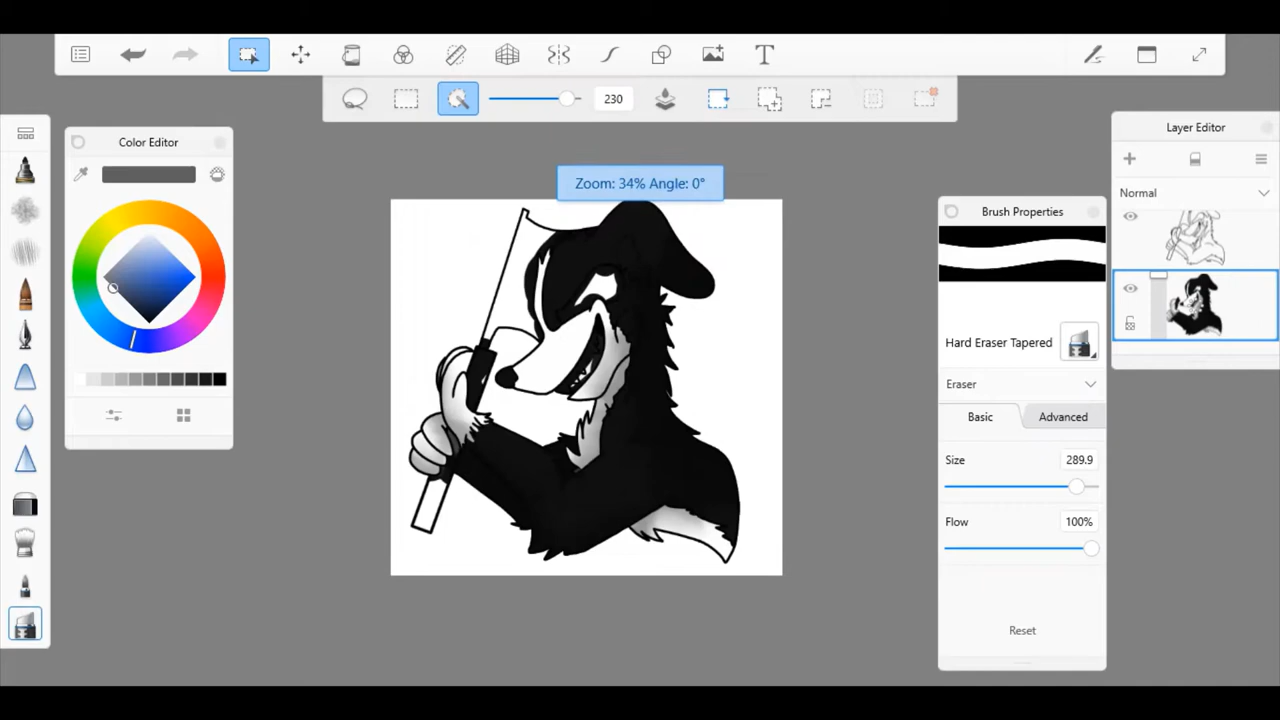 230
Color Editor
Layer Editor
Zoom: 34% Angle: 0°
Normal
Brush Properties
Hard Eraser Tapered
Eraser
Basic
Advanced
Size
289.9
Flow
100%
Reset